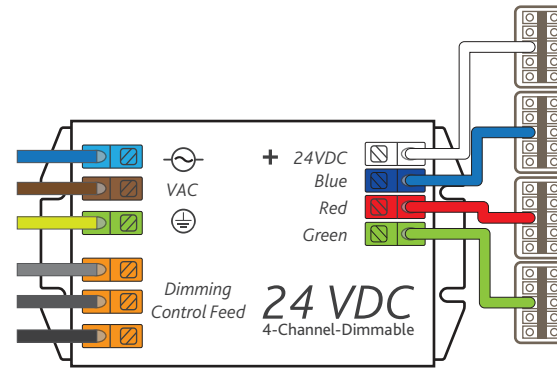 VAC
+ 24VDC
Blue
Red
Green
Dimming
Control Feed
24 VDC
4-Channel-Dimmable